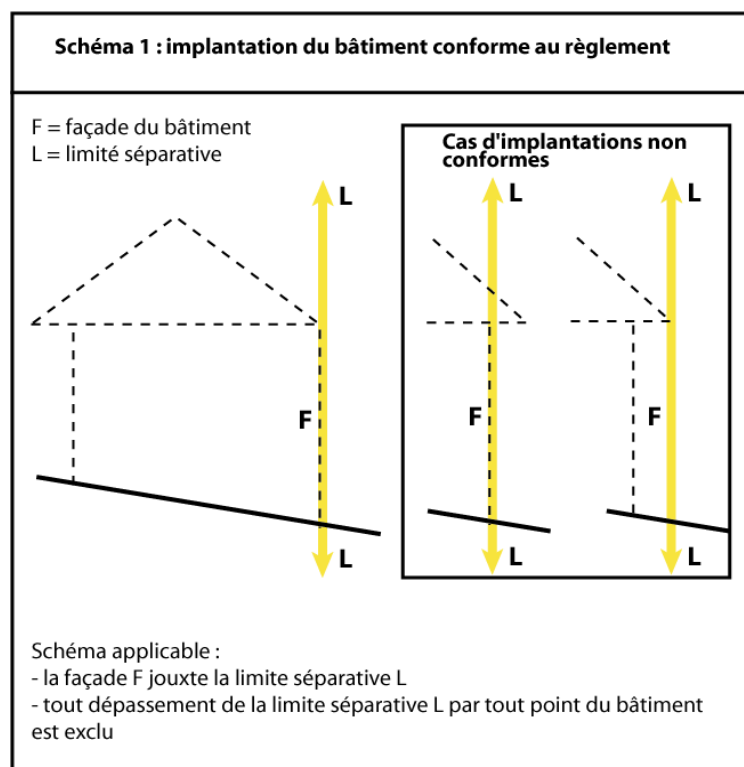 Schéma 1 : implantation du bâtiment conforme au règlement
F = façade du bâtiment
L = limité séparative
Cas d'implantations non
conformes
L
L
L
F
F
F
L
L
L
Schéma applicable :
- la façade F jouxte la limite séparative L
- tout dépassement de la limite séparative L par tout point du bâtiment
est exclu